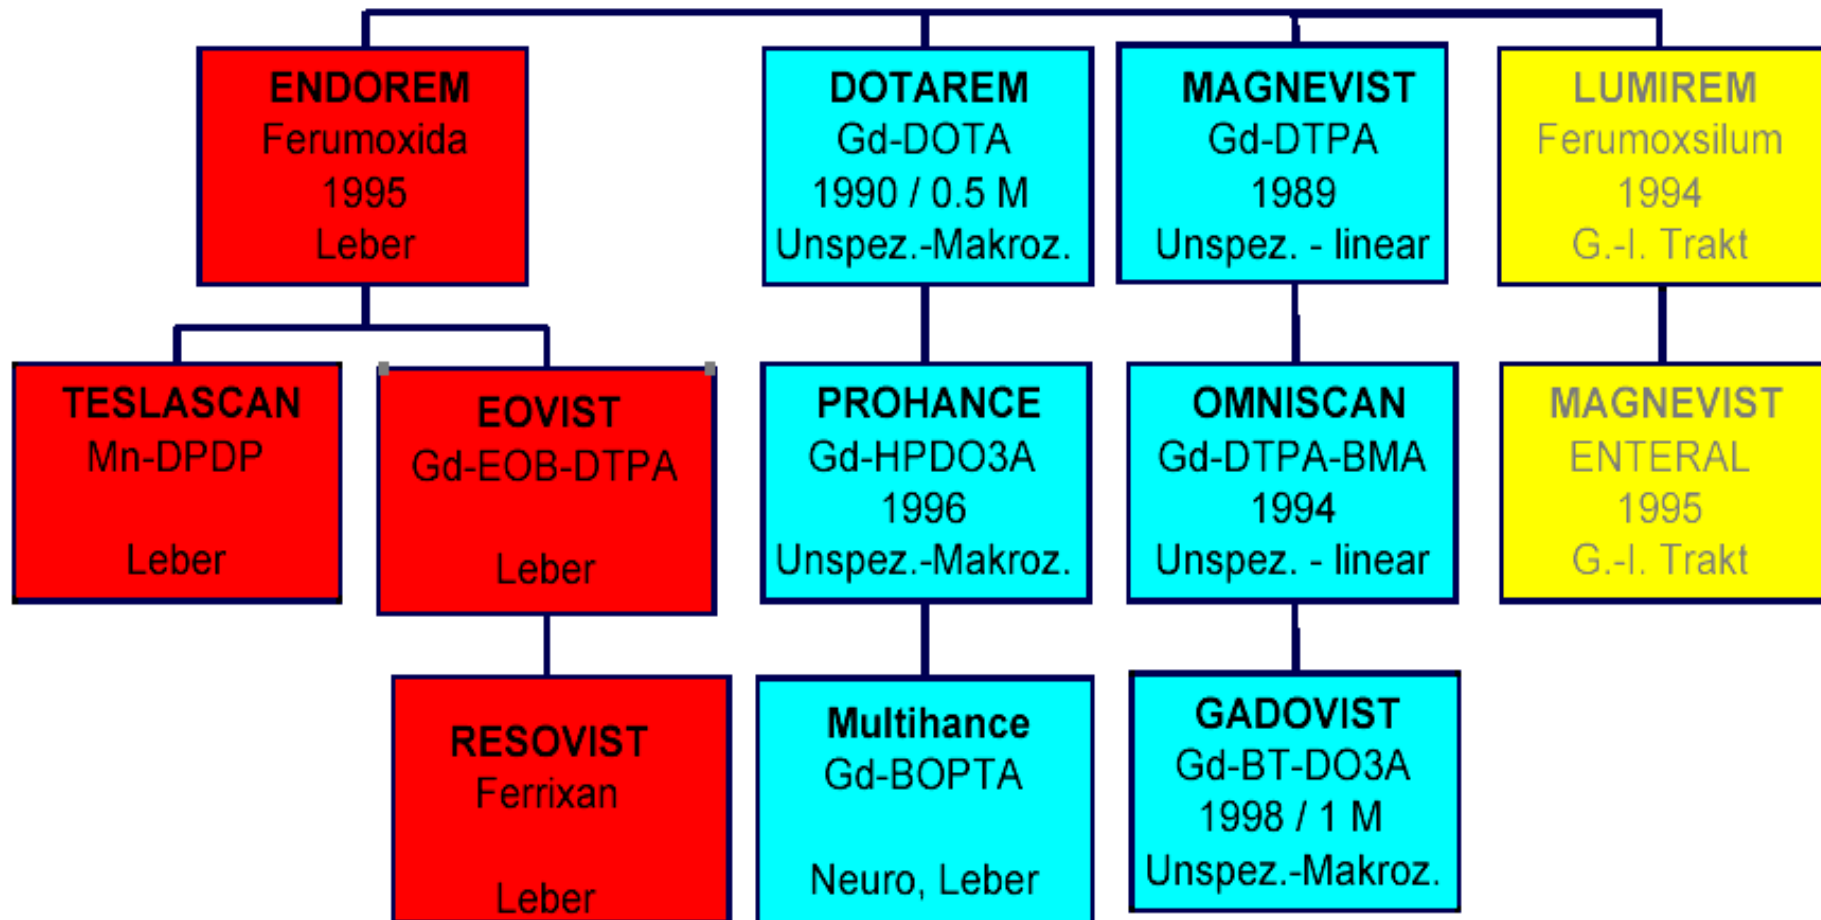 ENDOREM
Ferumoxida
1995
Leber
DOTAREM
Gd-DOTA
1990 / 0.5 M
Unspez.-Makroz.
MAGNEVIST
Gd-DTPA
1989
Unspez. - linear
LUMIREM
Ferumoxsilum
1994
G.-I. Trakt
TESLASCAN
Mn-DPDP
Leber
EOVIST
Gd-EOB-DTPA
Leber
PROHANCE
Gd-HPDO3A
1996
Unspez.-Makroz.
OMNISCAN
Gd-DTPA-BMA
1994
Unspez. - linear
MAGNEVIST
ENTERAL
1995
G.-I. Trakt
RESOVIST
Ferrixan
Leber
Multihance
Gd-BOPTA
Neuro, Leber
GADOVIST
Gd-BT-DO3A
1998 / 1 M
Unspez.-Makroz.